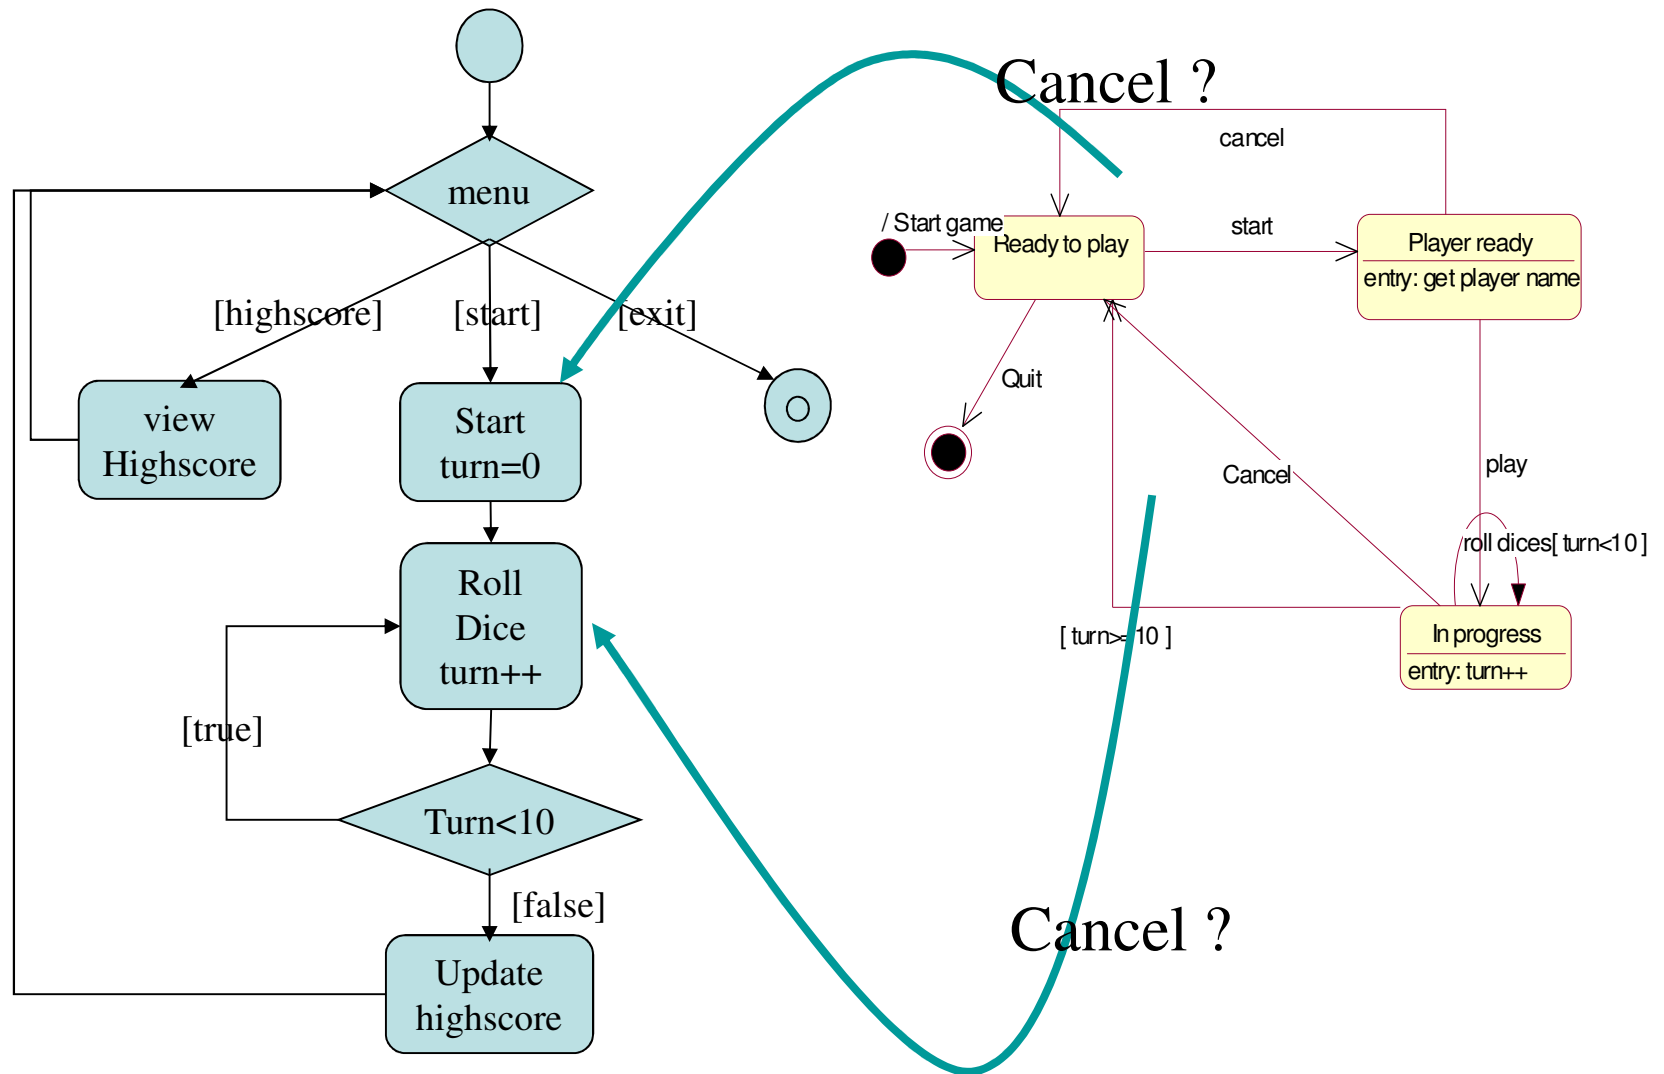 menu
[highscore]
[start]
[exit]
view
Highscore
Start
turn=0
Roll
Dice
turn++
[true]
Turn<10
[false]
Update
highscore
Cancel ?
cancel
/ Start game
Ready to play
start
Player ready
entry: get player name
Quit
Cancel
play
roll dices[ turn<10 ]
[ turn>=10 ]
In progress
entry: turn++
Cancel ?